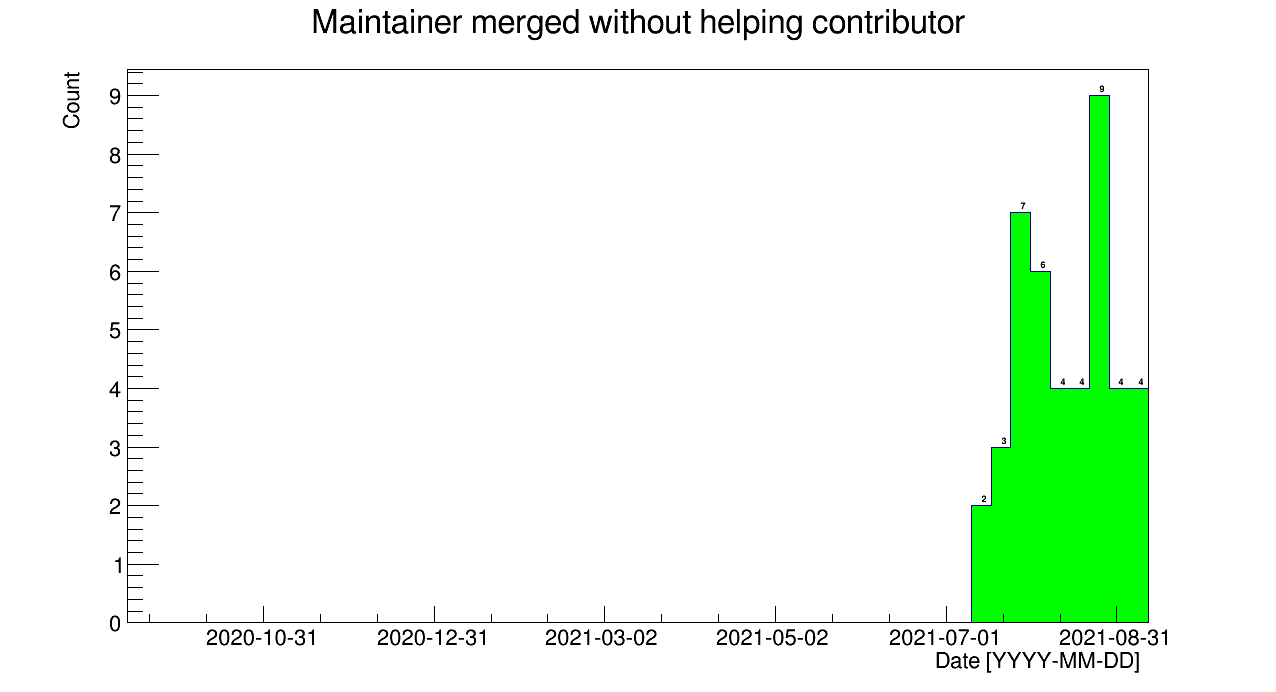 Maintainer merged without helping contributor
Count
9
8
7
6
5
4
3
2
1
0
2 3 7 6 4 4 9 4 4
2020-10-31 2020-12-31 2021-03-02 2021-05-02 2021-07-01 2021-08-31
Date [YYYY-MM-DD]